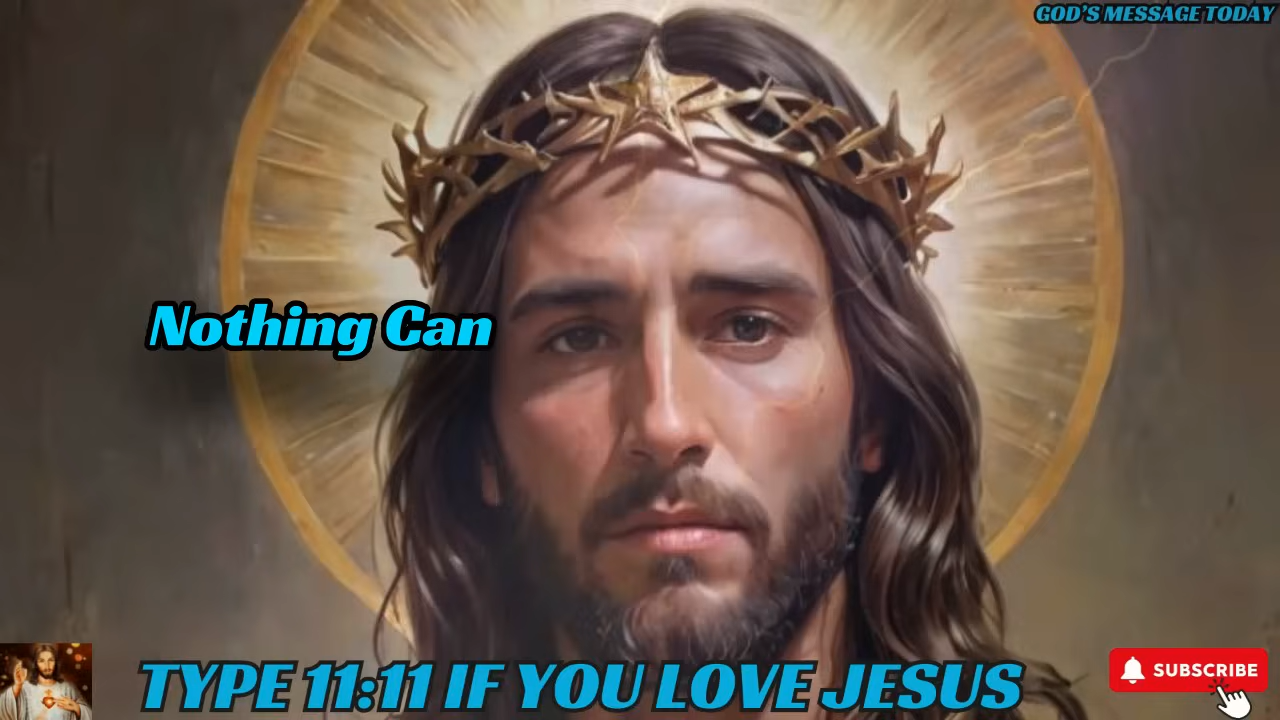 GOD'S MESSAGE TODAY
Nothing Can
TYPE 11:11 IF YOU LOVE JESUS
SUBSCRIBE